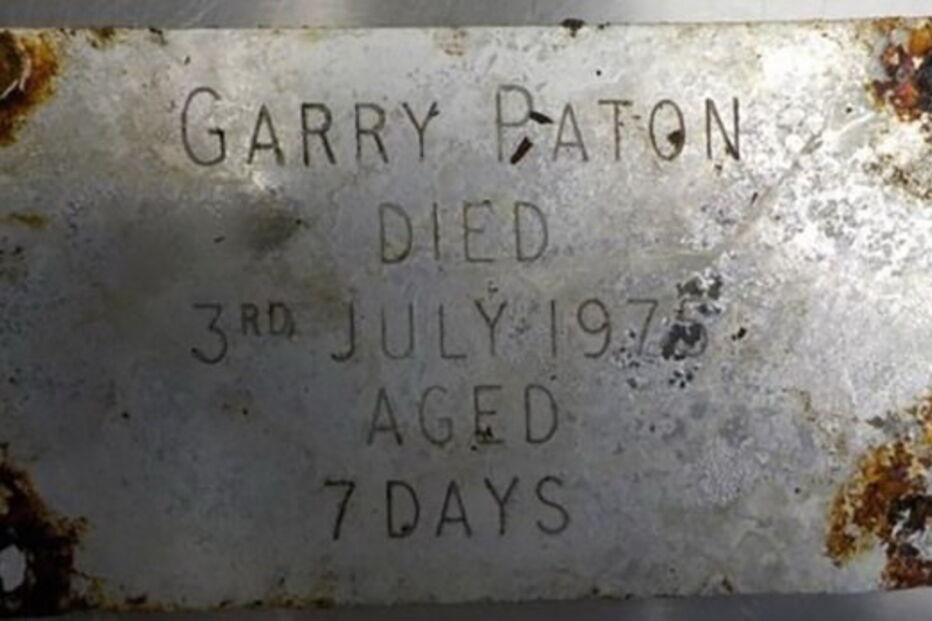 GARRY PATON
DIED
3RD JULY 1975
AGED
7 DAYS